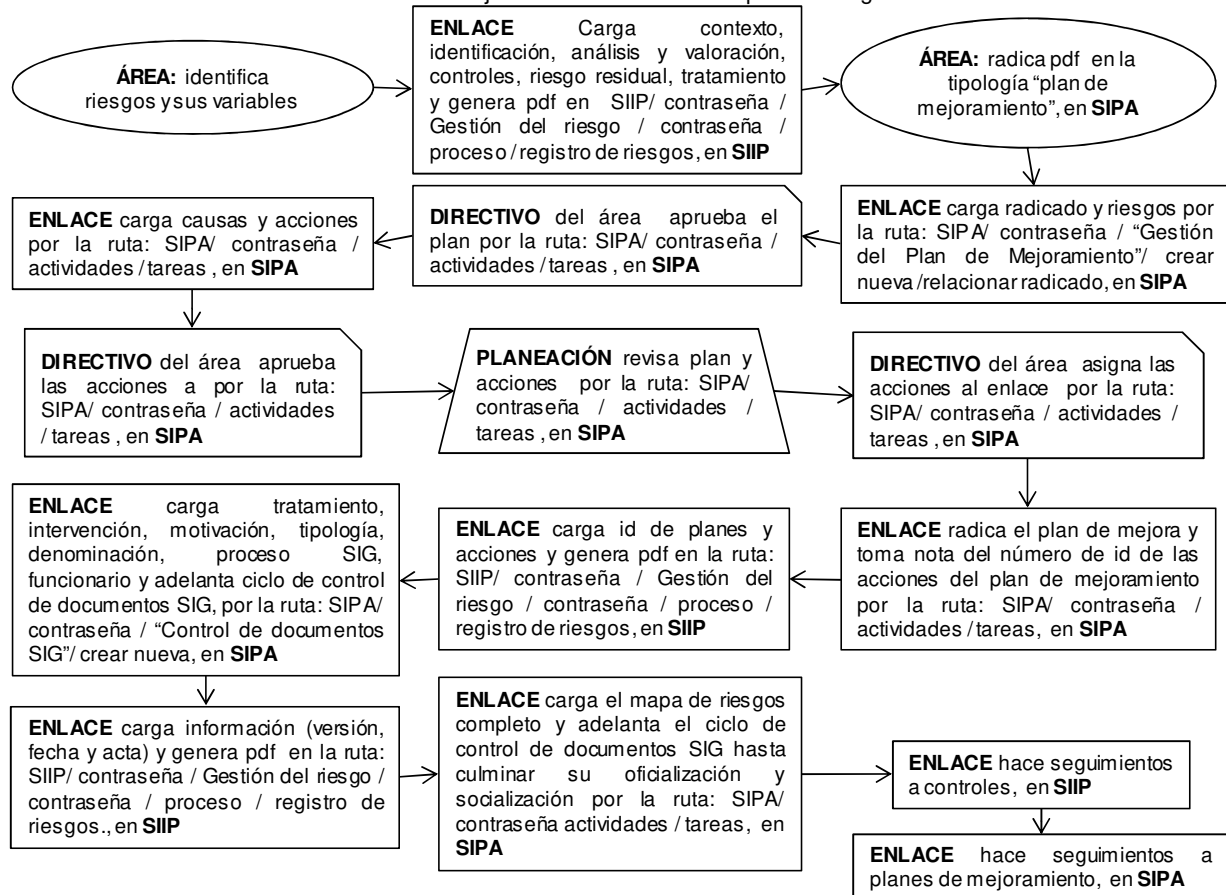 ÁREA: identifica
riesgos y sus variables
ENLACE Carga contexto,
identificación, análisis y valoración,
controles, riesgo residual, tratamiento
y genera pdf en SIIP/ contraseña /
Gestión del riesgo / contraseña /
proceso / registro de riesgos, en SIIP
ÁREA: radica pdf en la
tipología “plan de
mejoramiento”, en SIPA
ENLACE carga radicado y riesgos por
la ruta: SIPA/ contraseña / “Gestión
del Plan de Mejoramiento”/ crear
nueva /relacionar radicado, en SIPA
DIRECTIVO del área aprueba el
plan por la ruta: SIPA/ contraseña /
actividades / tareas , en SIPA
ENLACE carga causas y acciones
por la ruta: SIPA/ contraseña /
actividades / tareas , en SIPA
DIRECTIVO del área aprueba
las acciones a por la ruta:
SIPA/ contraseña / actividades
/ tareas , en SIPA
PLANEACIÓN revisa plan y
acciones por la ruta: SIPA/
contraseña / actividades /
tareas , en SIPA
DIRECTIVO del área asigna las
acciones al enlace por la ruta:
SIPA/ contraseña / actividades /
tareas , en SIPA
ENLACE radica el plan de mejora y
toma nota del número de id de las
acciones del plan de mejoramiento
por la ruta: SIPA/ contraseña /
actividades / tareas, en SIPA
ENLACE carga id de planes y
acciones y genera pdf en la ruta:
SIIP/ contraseña / Gestión del
riesgo / contraseña / proceso /
registro de riesgos, en SIIP
ENLACE carga tratamiento,
intervención, motivación, tipología,
denominación, proceso SIG,
funcionario y adelanta ciclo de control
de documentos SIG, por la ruta: SIPA/
contraseña / “Control de documentos
SIG”/ crear nueva, en SIPA
ENLACE carga información (versión,
fecha y acta) y genera pdf en la ruta:
SIIP/ contraseña / Gestión del riesgo /
contraseña / proceso / registro de
riesgos., en SIIP
ENLACE carga el mapa de riesgos
completo y adelanta el ciclo de
control de documentos SIG hasta
culminar su oficialización y
socialización por la ruta: SIPA/
contraseña actividades / tareas, en
SIPA
ENLACE hace seguimientos
a controles, en SIIP
ENLACE hace seguimientos a
planes de mejoramiento, en SIPA